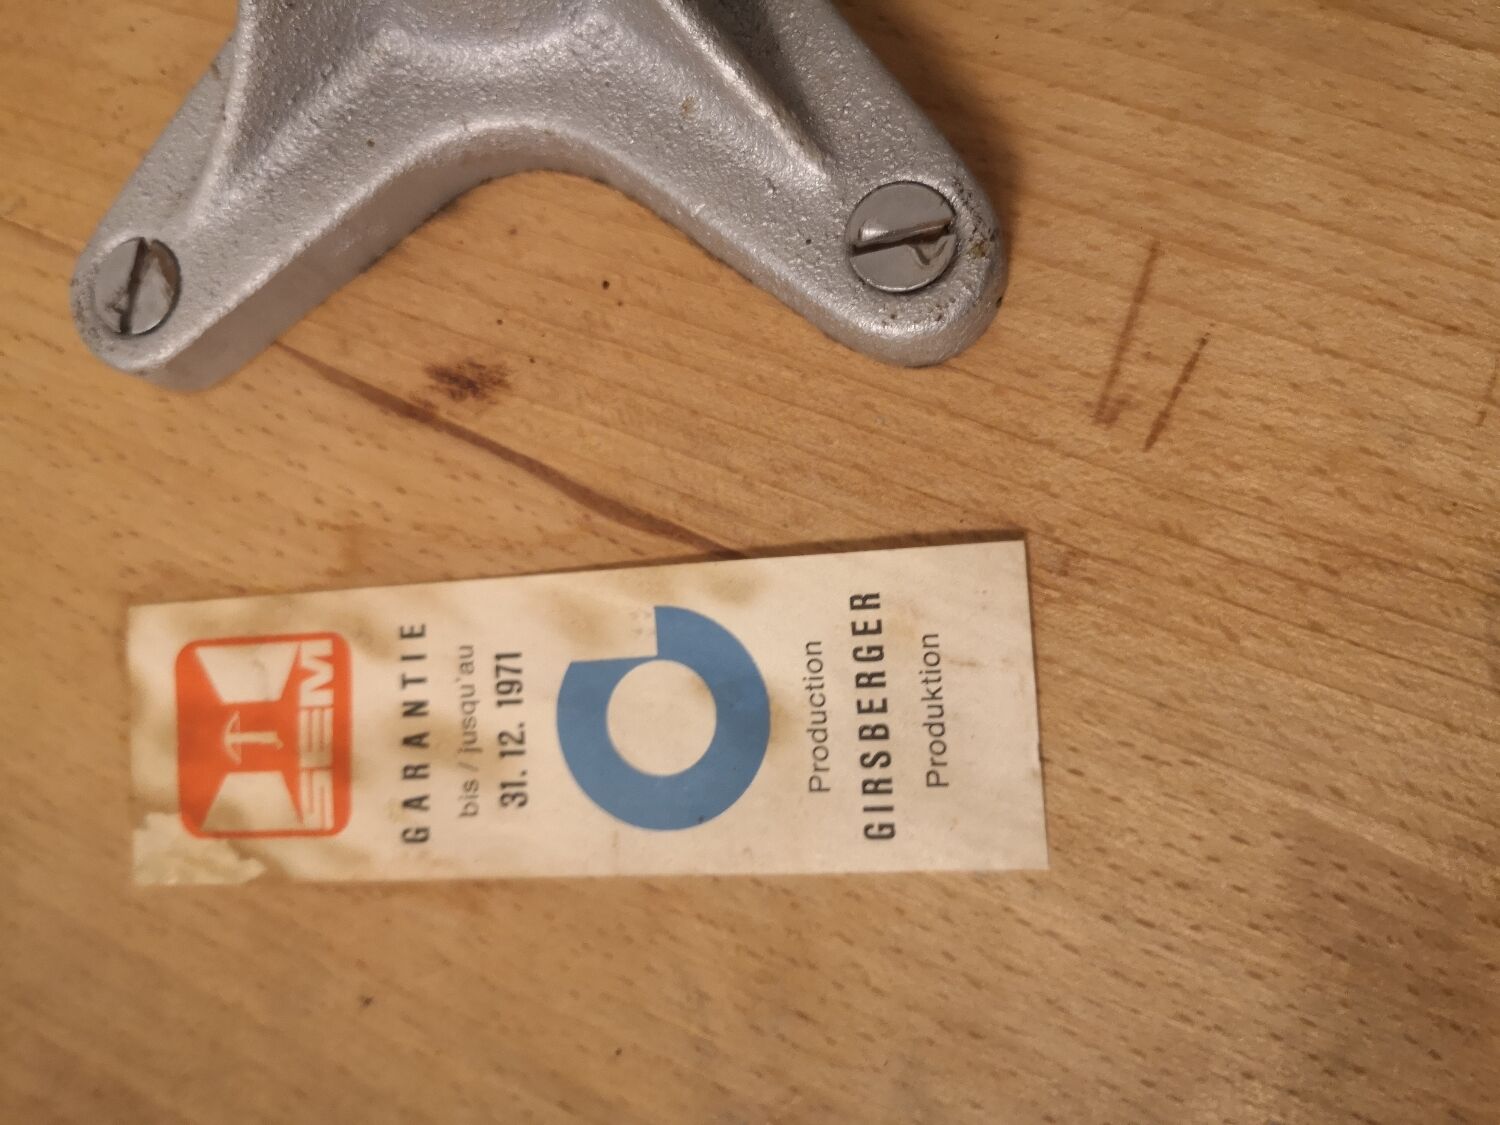 SEM
GARANTIE
bis / jusqu'au
31. 12. 1971
Production
GIRSBERGER
Produktion